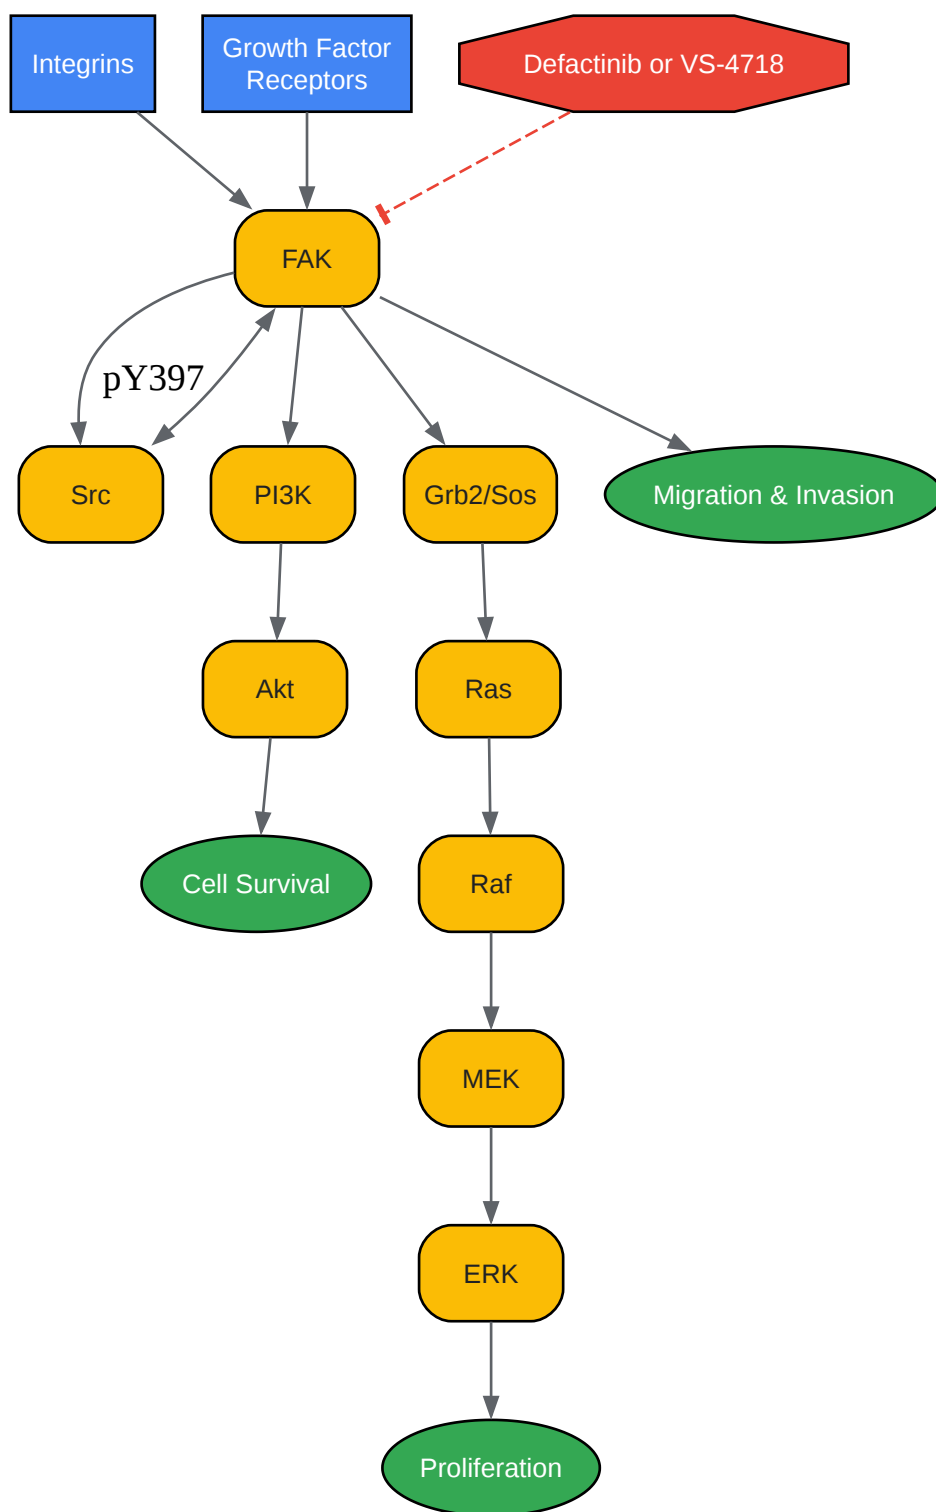 Integrins
Growth Factor
Receptors
Defactinib or VS-4718
FAK
pY397
Src
PI3K
Grb2/Sos
Migration & Invasion
Akt
Ras
Cell Survival
Raf
MEK
ERK
Proliferation